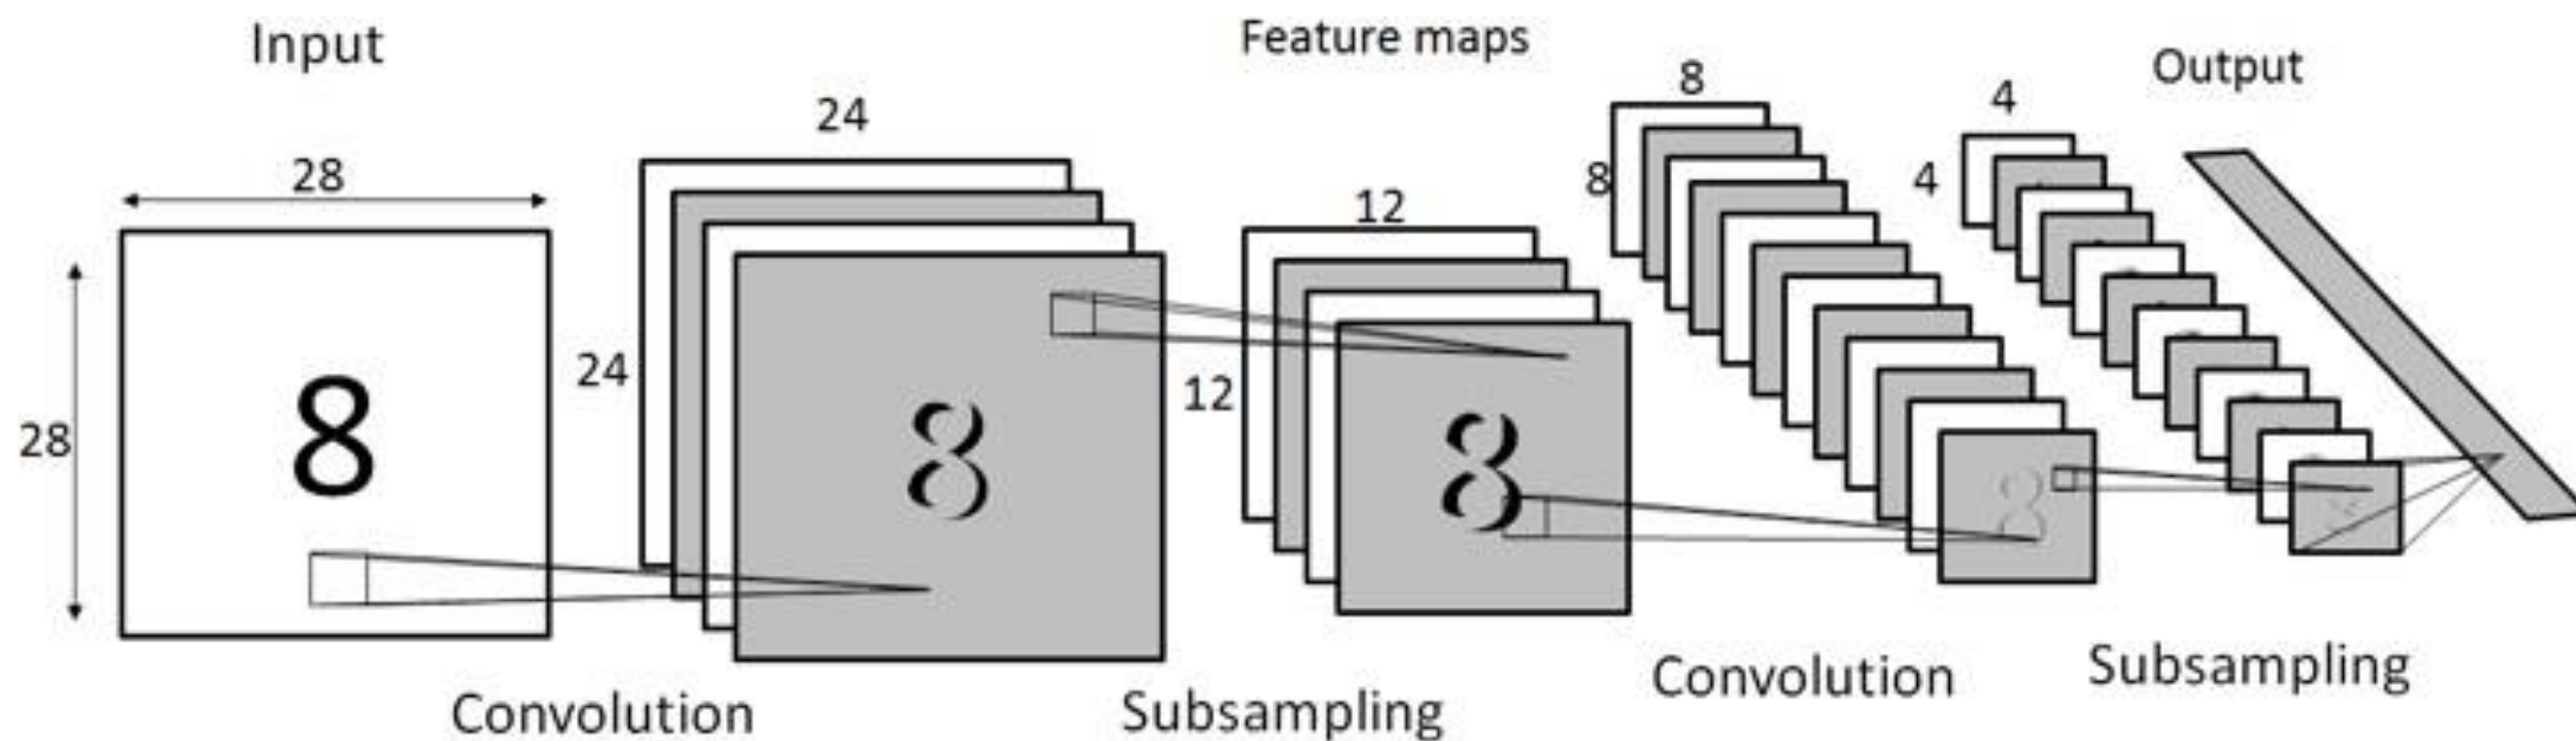 Input
Feature maps
Output
28
28
8
24
24
8
12
12
8
8
8
4
4
Convolution
Subsampling
Convolution
Subsampling